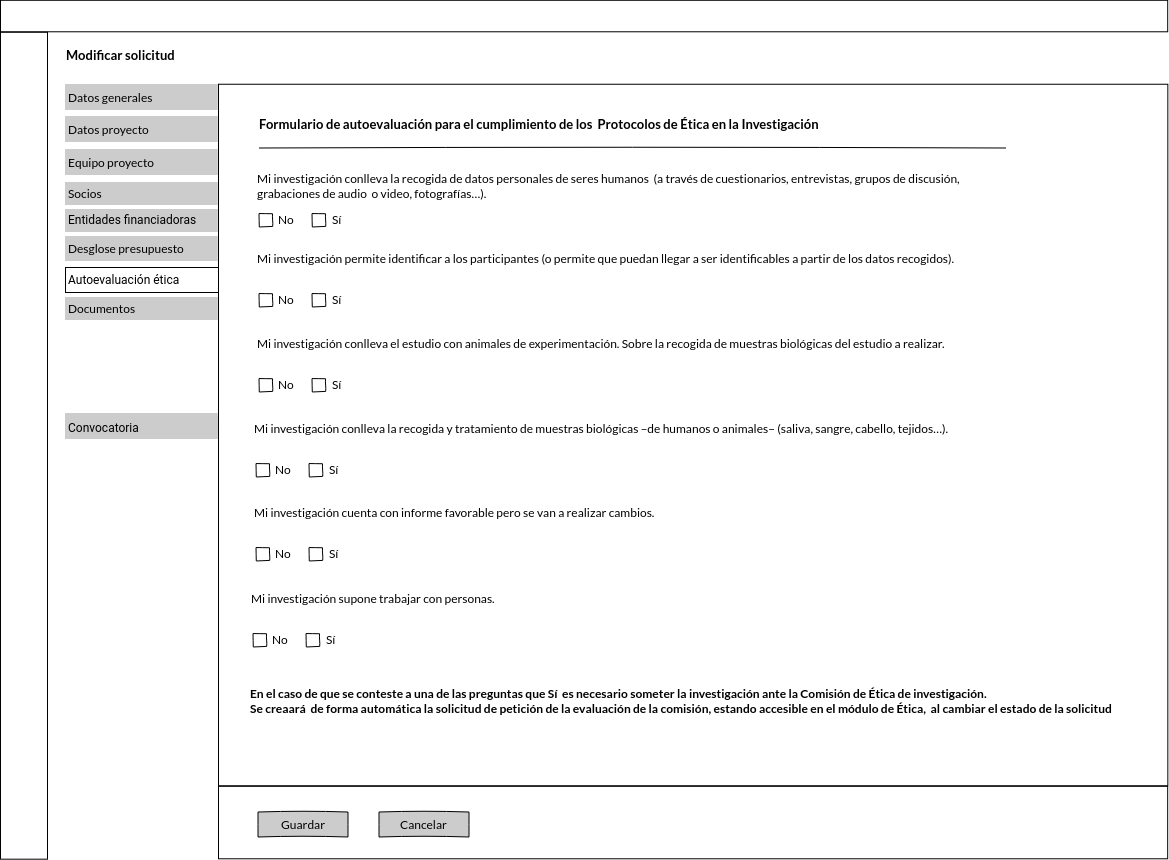 Modificar solicitud
Datos generales
Datos proyecto
Equipo proyecto
Socios
Entidades financiadoras
Desglose presupuesto
Autoevaluación ética
Documentos
Convocatoria
Formulario de autoevaluación para el cumplimiento de los Protocolos de Ética en la Investigación
Mi investigación conlleva la recogida de datos personales de seres humanos (a través de cuestionarios, entrevistas, grupos de discusión,
grabaciones de audio o video, fotografías...).
No Sí
Mi investigación permite identificar a los participantes (o permite que puedan llegar a ser identificables a partir de los datos recogidos).
No Sí
Mi investigación conlleva el estudio con animales de experimentación. Sobre la recogida de muestras biológicas del estudio a realizar.
No Sí
Mi investigación conlleva la recogida y tratamiento de muestras biológicas –de humanos o animales– (saliva, sangre, cabello, tejidos...).
No Sí
Mi investigación cuenta con informe favorable pero se van a realizar cambios.
No Sí
Mi investigación supone trabajar con personas.
No Sí
En el caso de que se conteste a una de las preguntas que Sí es necesario someter la investigación ante la Comisión de Ética de investigación.
Se creaará de forma automática la solicitud de petición de la evaluación de la comisión, estando accesible en el módulo de Ética, al cambiar el estado de la solicitud
Guardar Cancelar